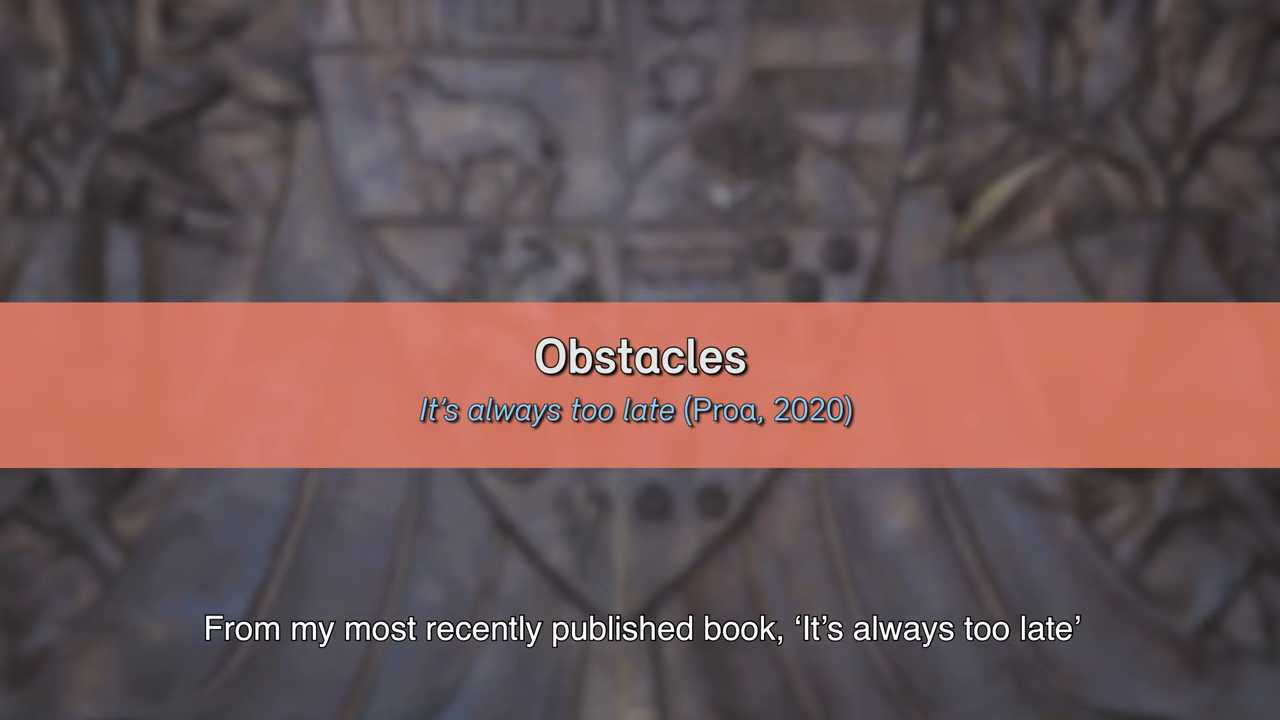 Obstacles
It’s always too late (Proa, 2020)
From my most recently published book, ‘It’s always too late’